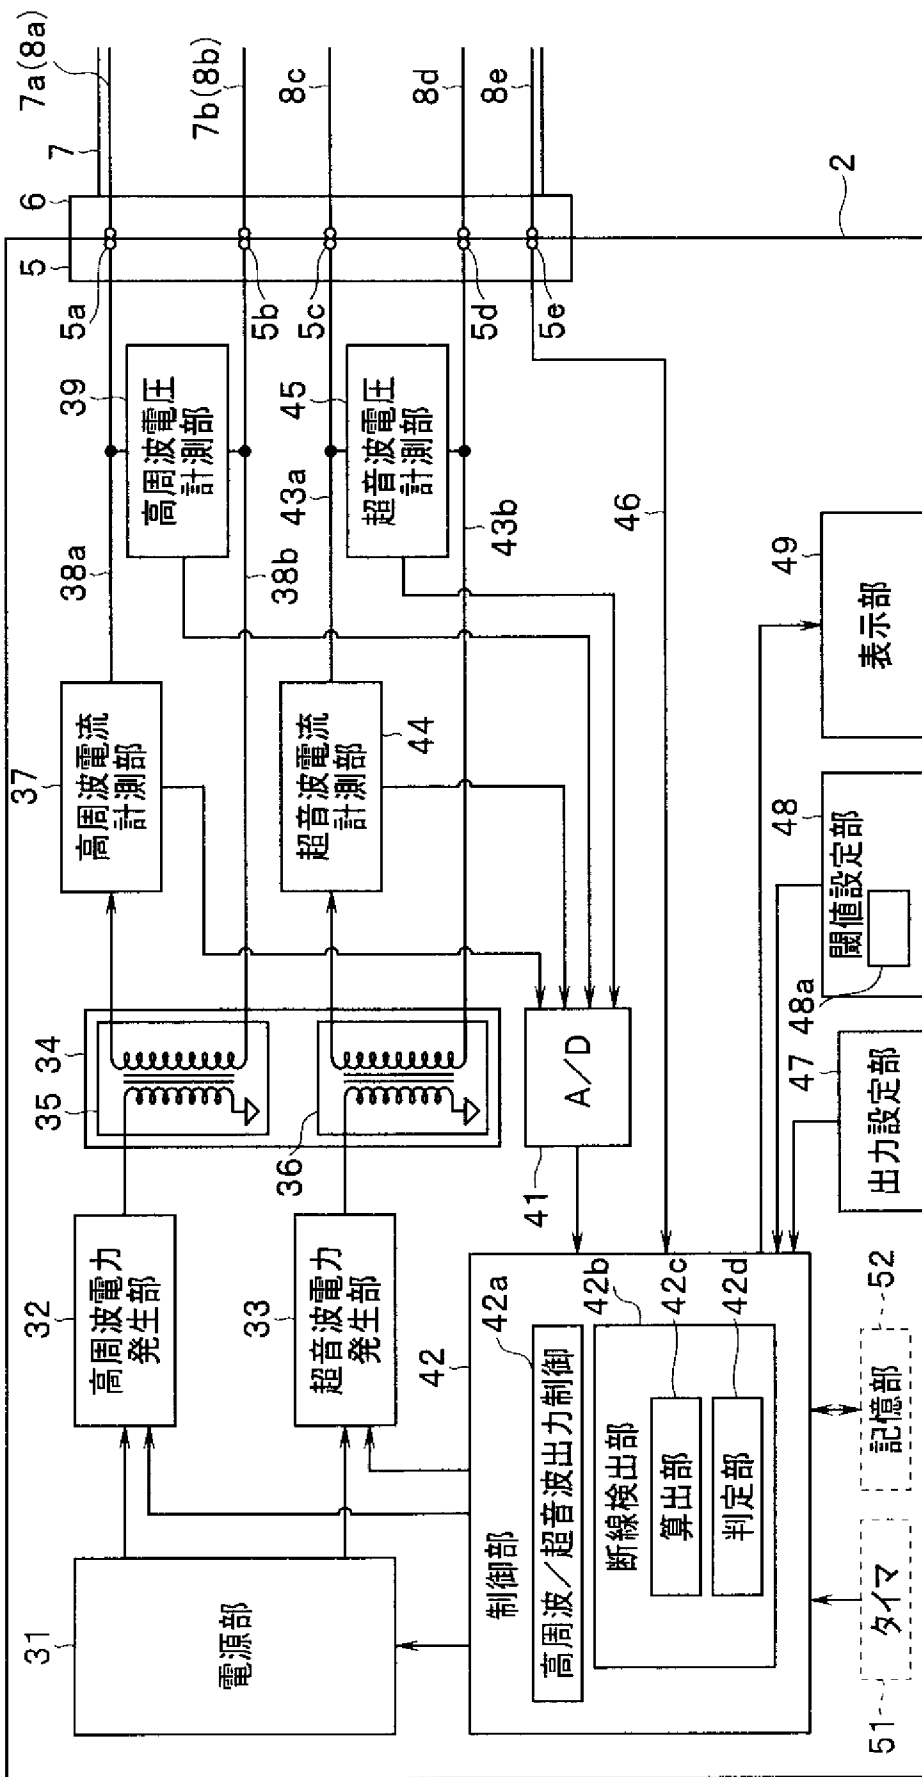 7a(8a)
7
6
5
7b(8b)
8c
8d
8e
2
5a
5b
5c
5d
5e
31
電源部
32
高周波電力
発生部
33
超音波電力
発生部
34
35
36
37
高周波電流
計測部
38a
38b
39
高周波電圧
計測部
43a
43b
44
超音波電流
計測部
45
超音波電圧
計測部
46
41
A/D
42
制御部
42a
高周波/超音波出力制御
42b
断線検出部
42c
算出部
42d
判定部
47
出力設定部
48
閾値設定部
48a
49
表示部
51
タイマ
52
記憶部